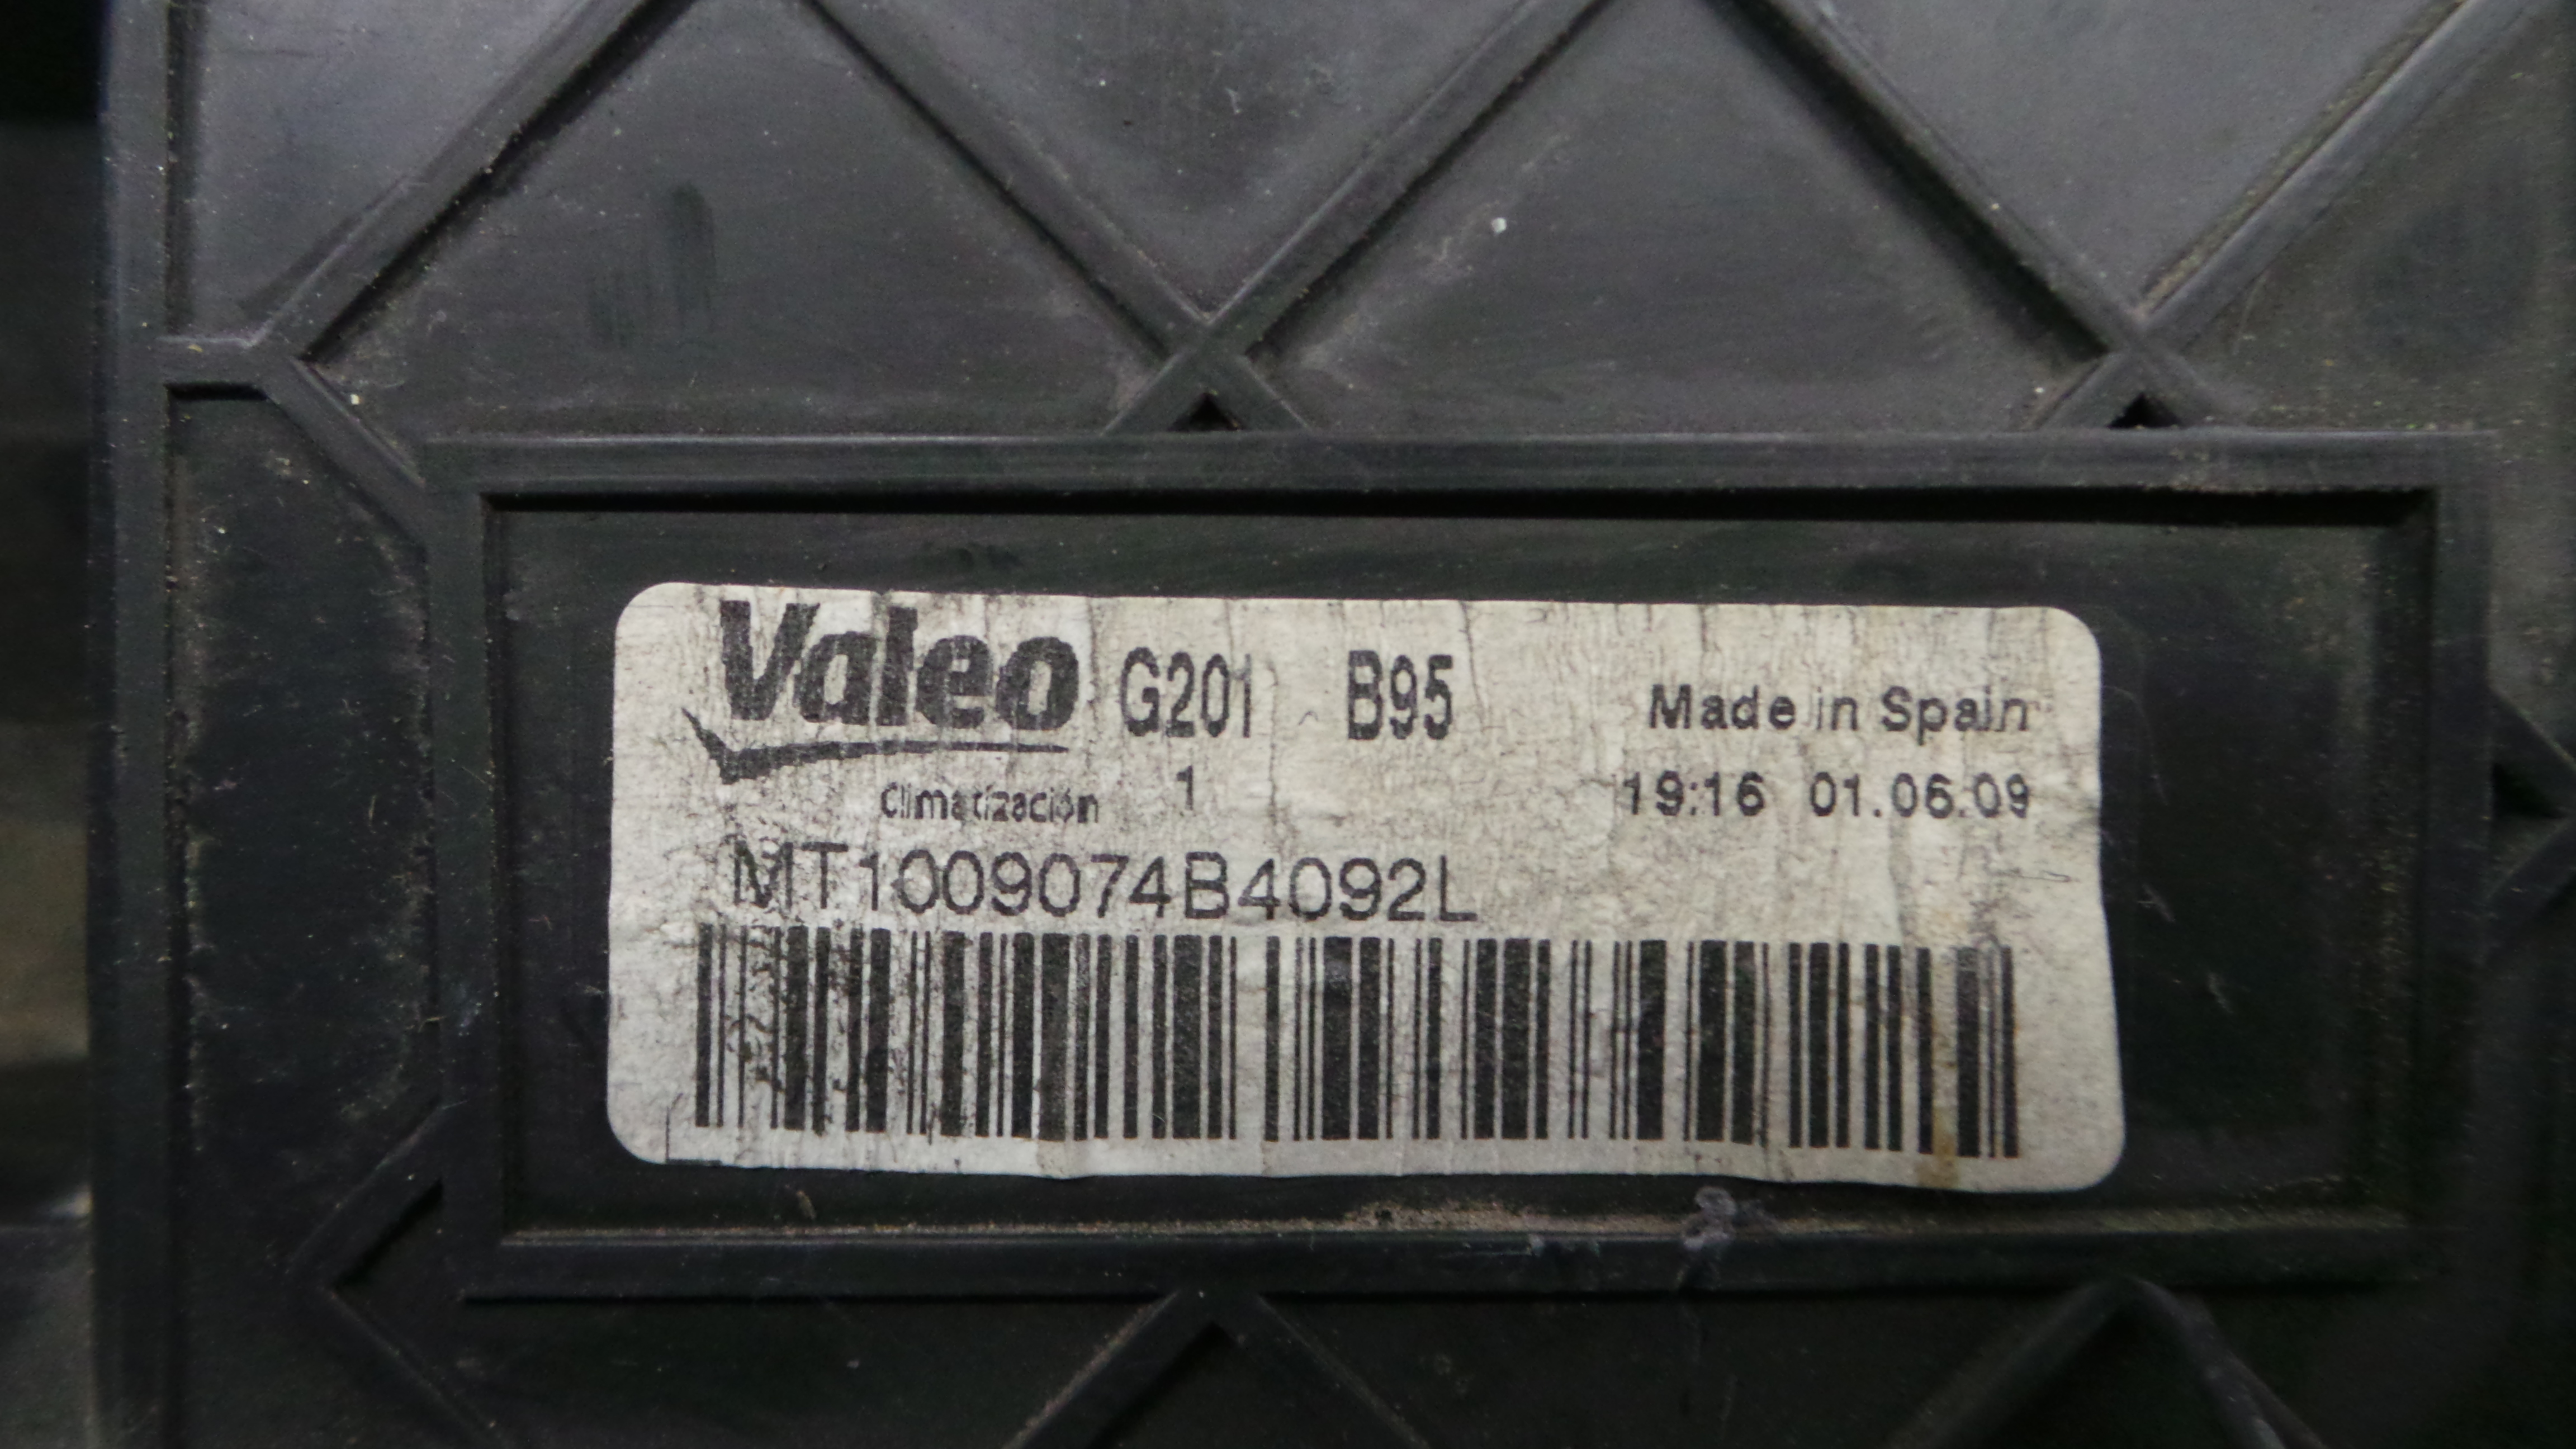 Valeo G201 B95 Made in Spain
Climatización 1 19:16 01.06.09
MT1009074B4092L